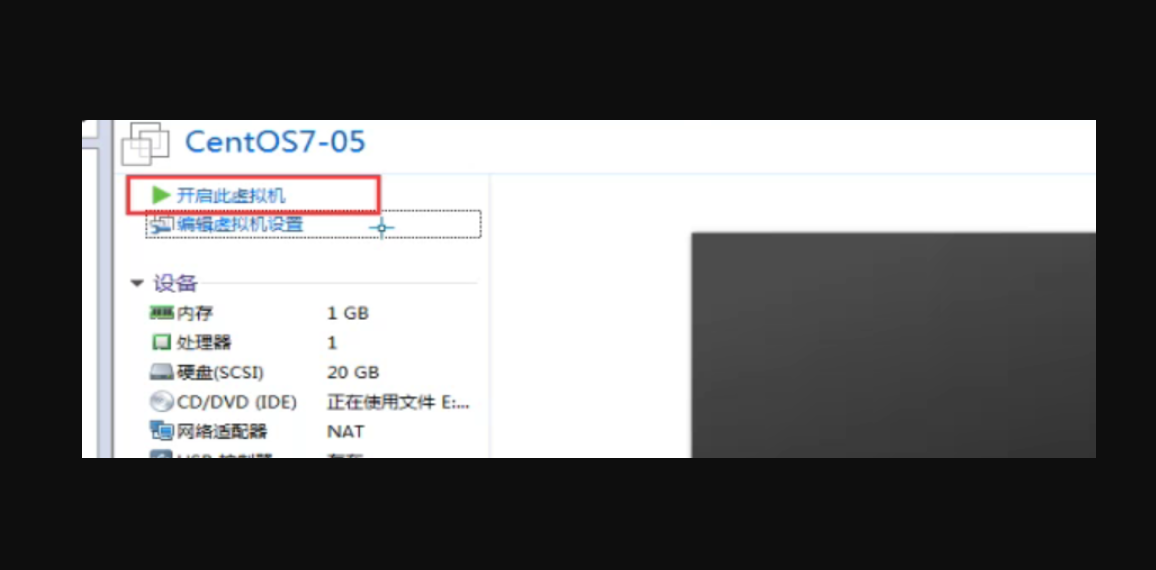 CentOS7-05
开启此虚拟机
编辑虚拟机设置
设备
内存 1 GB
处理器 1
硬盘(SCSI) 20 GB
CD/DVD (IDE) 正在使用文件 E:...
网络适配器 NAT